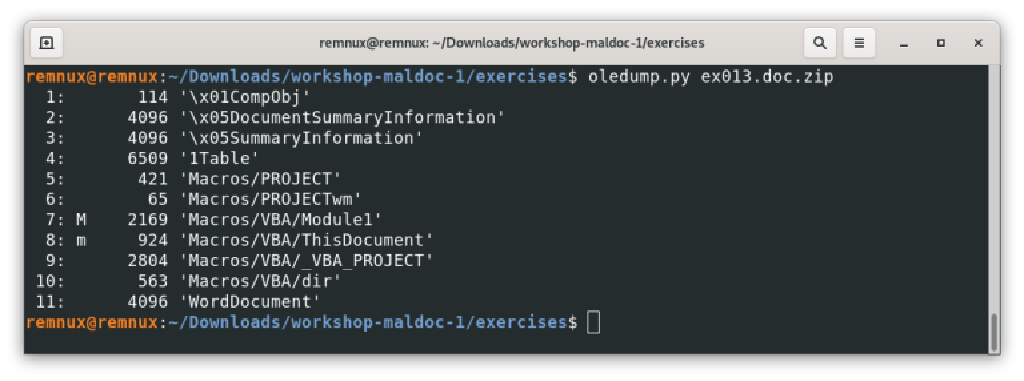 remnux@remnux: ~/Downloads/workshop-maldoc-1/exercises
remnux@remnux:~/Downloads/workshop-maldoc-1/exercises$ oledump.py ex013.doc.zip
1: 114 '\x01CompObj'
2: 4096 '\x05DocumentSummaryInformation'
3: 4096 '\x05SummaryInformation'
4: 6509 '1Table'
5: 421 'Macros/PROJECT'
6: 65 'Macros/PROJECTwm'
7: M 2169 'Macros/VBA/Module1'
8: m 924 'Macros/VBA/ThisDocument'
9: 2804 'Macros/VBA/_VBA_PROJECT'
10: 563 'Macros/VBA/dir'
11: 4096 'WordDocument'
remnux@remnux:~/Downloads/workshop-maldoc-1/exercises$